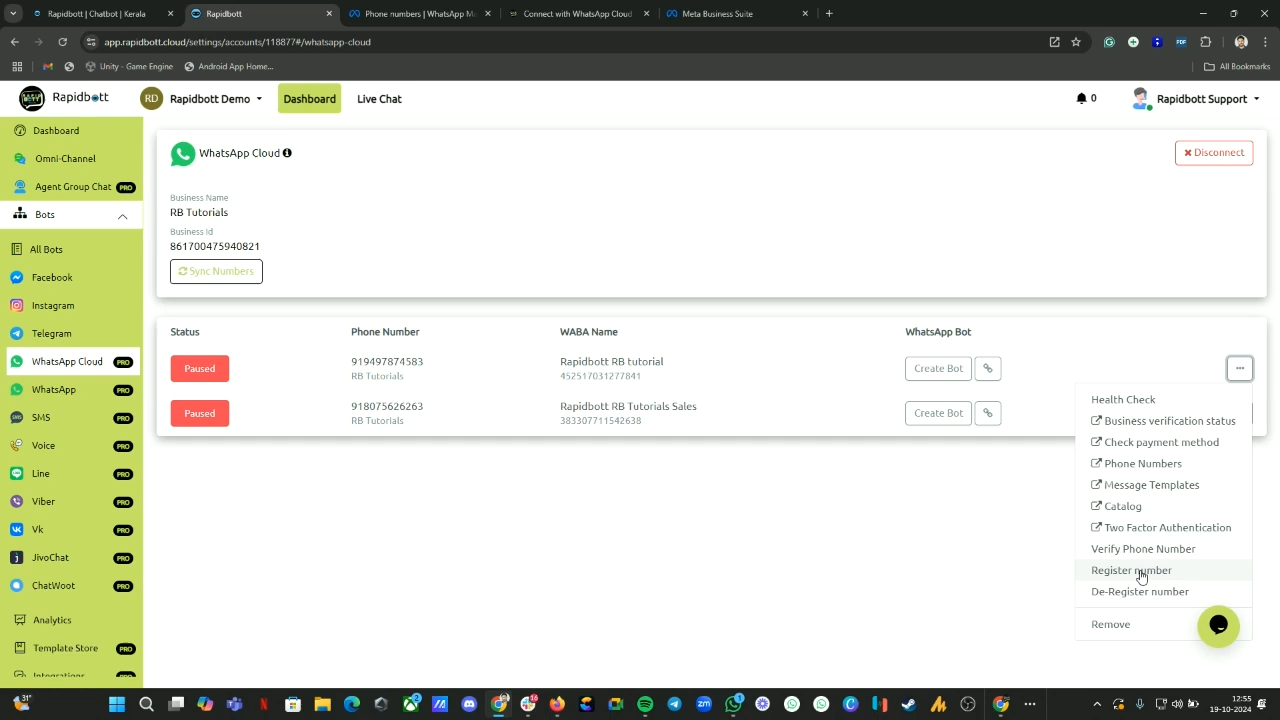 Rapidbott | Chatbot | Kerala
Rapidbott
Phone numbers | WhatsApp M
Connect with WhatsApp Cloud
Meta Business Suite
app.rapidbott.cloud/settings/accounts/118877#/whatsapp-cloud
PDF
Unity - Game Engine
Android App Home...
All Bookmarks
Rapidbott
RD
Rapidbott Demo
Dashboard
Live Chat
0
Rapidbott Support
Dashboard
Omni-Channel
Agent Group Chat PRO
Bots
All Bots
Facebook
Instagram
Telegram
WhatsApp Cloud PRO
WhatsApp PRO
SMS PRO
Voice PRO
Line PRO
Viber PRO
Vk PRO
JivoChat PRO
ChatWoot PRO
Analytics
Template Store PRO
Integrations PRO
WhatsApp Cloud
Disconnect
Business Name
RB Tutorials
Business Id
861700475940821
Sync Numbers
Status Phone Number WABA Name WhatsApp Bot
Paused 919497874583 Rapidbott RB tutorial Create Bot
RB Tutorials 452517031277841
Paused 918075626263 Rapidbott RB Tutorials Sales Create Bot
RB Tutorials 383307711542638
Health Check
Business verification status
Check payment method
Phone Numbers
Message Templates
Catalog
Two Factor Authentication
Verify Phone Number
Register number
De-Register number
Remove
31°
12:55
19-10-2024